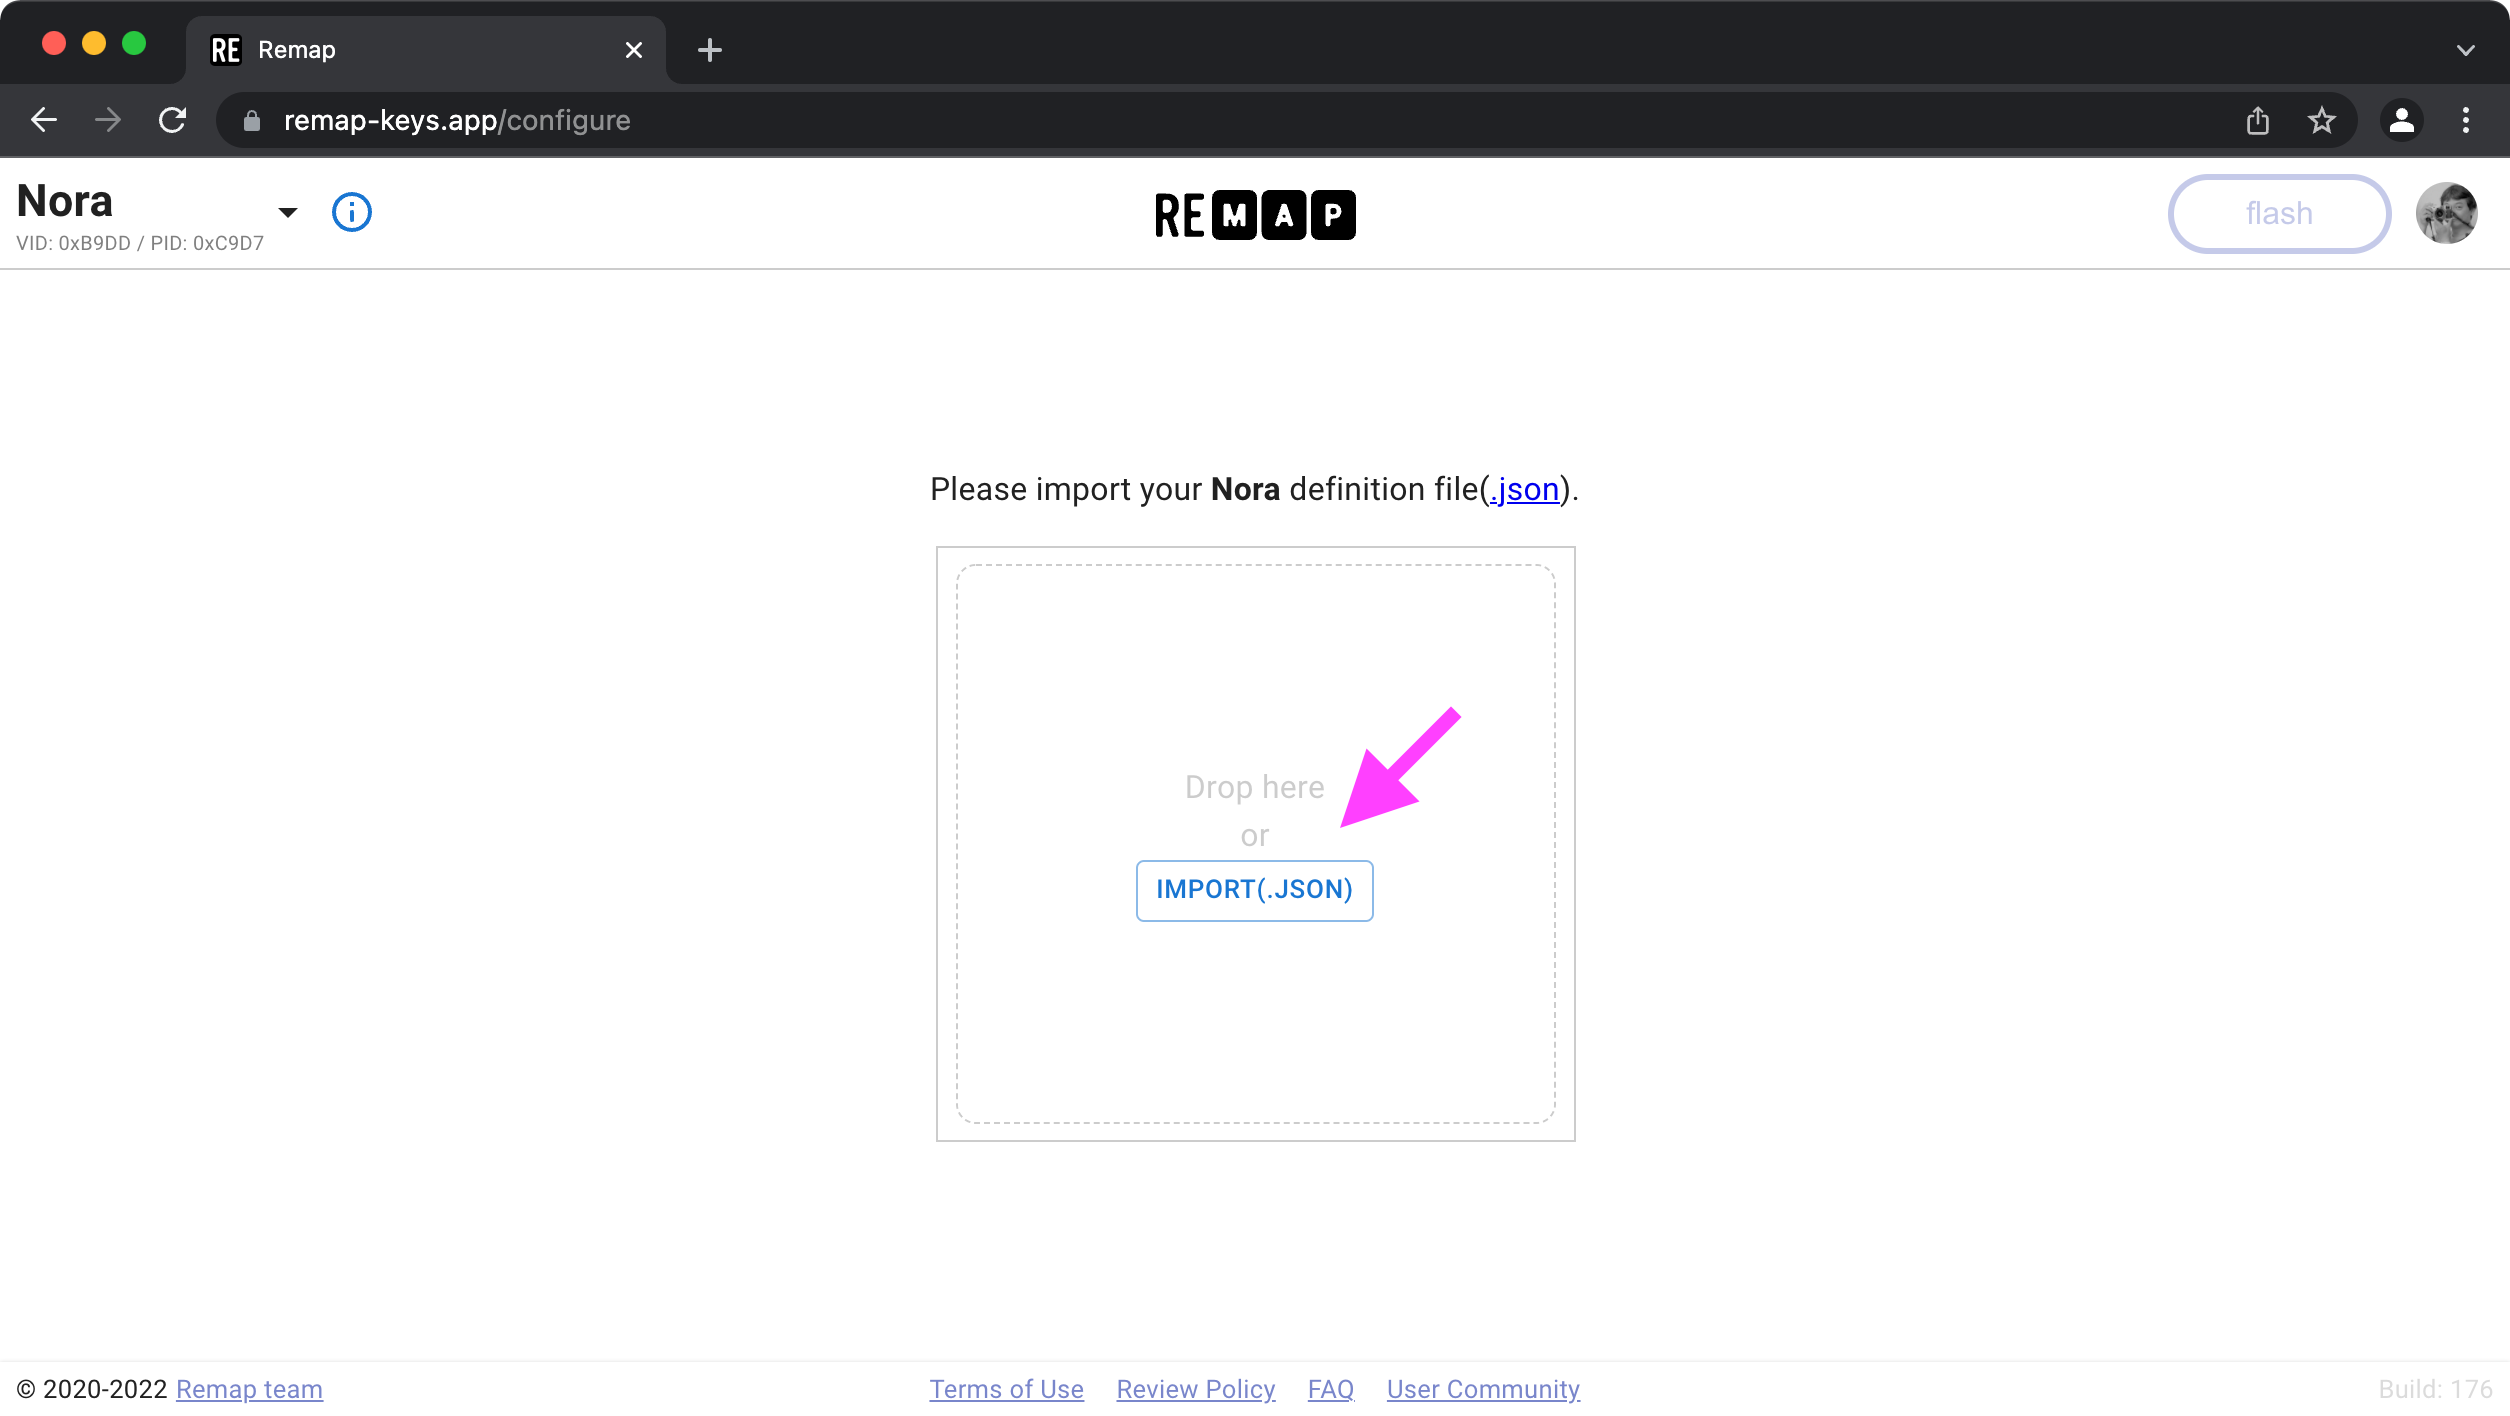 RE Remap
remap-keys.app/configure
Nora
VID: 0xB9DD / PID: 0xC9D7
REMAP
flash
Please import your Nora definition file(.json).
Drop here
or
IMPORT(.JSON)
© 2020-2022 Remap team
Terms of Use Review Policy FAQ User Community
Build: 176